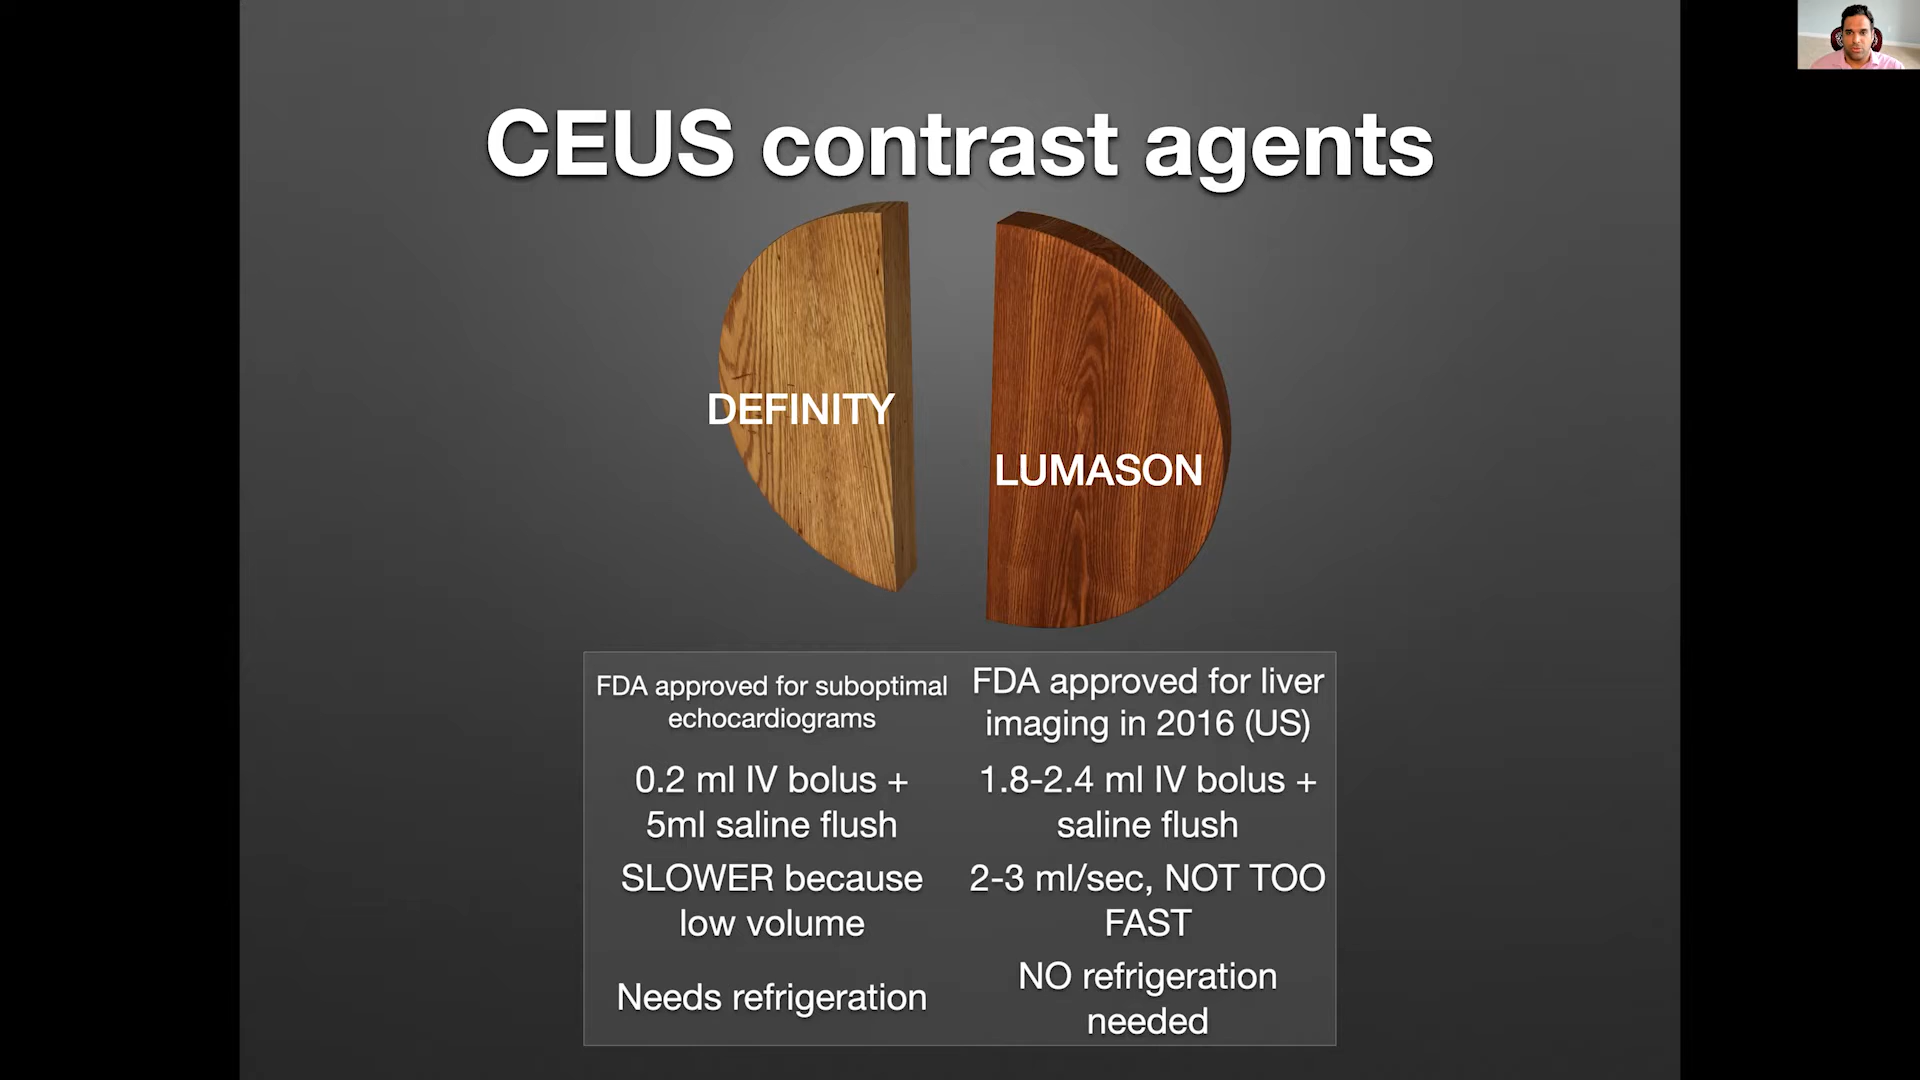 CEUS contrast agents
DEFINITY
LUMASON
FDA approved for suboptimal
echocardiograms
FDA approved for liver
imaging in 2016 (US)
0.2 ml IV bolus +
5ml saline flush
1.8-2.4 ml IV bolus +
saline flush
SLOWER because
low volume
2-3 ml/sec, NOT TOO
FAST
Needs refrigeration
NO refrigeration
needed